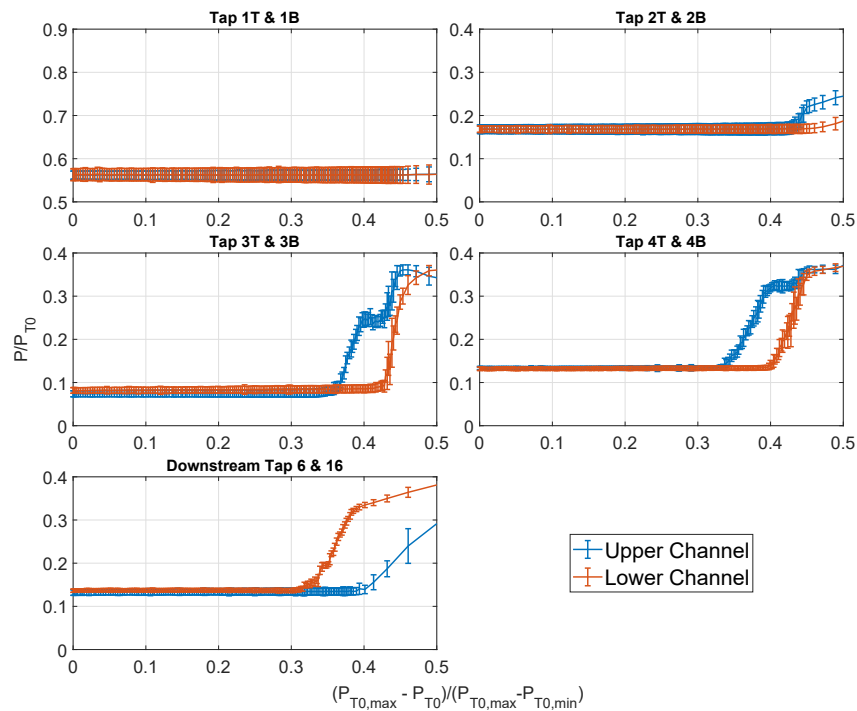 Tap 1T & 1B
Tap 2T & 2B
0.9
0.8
0.7
0.6
0.5
0 0.1 0.2 0.3 0.4 0.5
0.4
0.3
0.2
0.1
0
0 0.1 0.2 0.3 0.4 0.5
Tap 3T & 3B
Tap 4T & 4B
P/P_T0
0.4
0.3
0.2
0.1
0
0 0.1 0.2 0.3 0.4 0.5
0.4
0.3
0.2
0.1
0
0 0.1 0.2 0.3 0.4 0.5
Downstream Tap 6 & 16
0.4
0.3
0.2
0.1
0
0 0.1 0.2 0.3 0.4 0.5
Upper Channel
Lower Channel
(P_T0,max - P_T0)/(P_T0,max-P_T0,min)